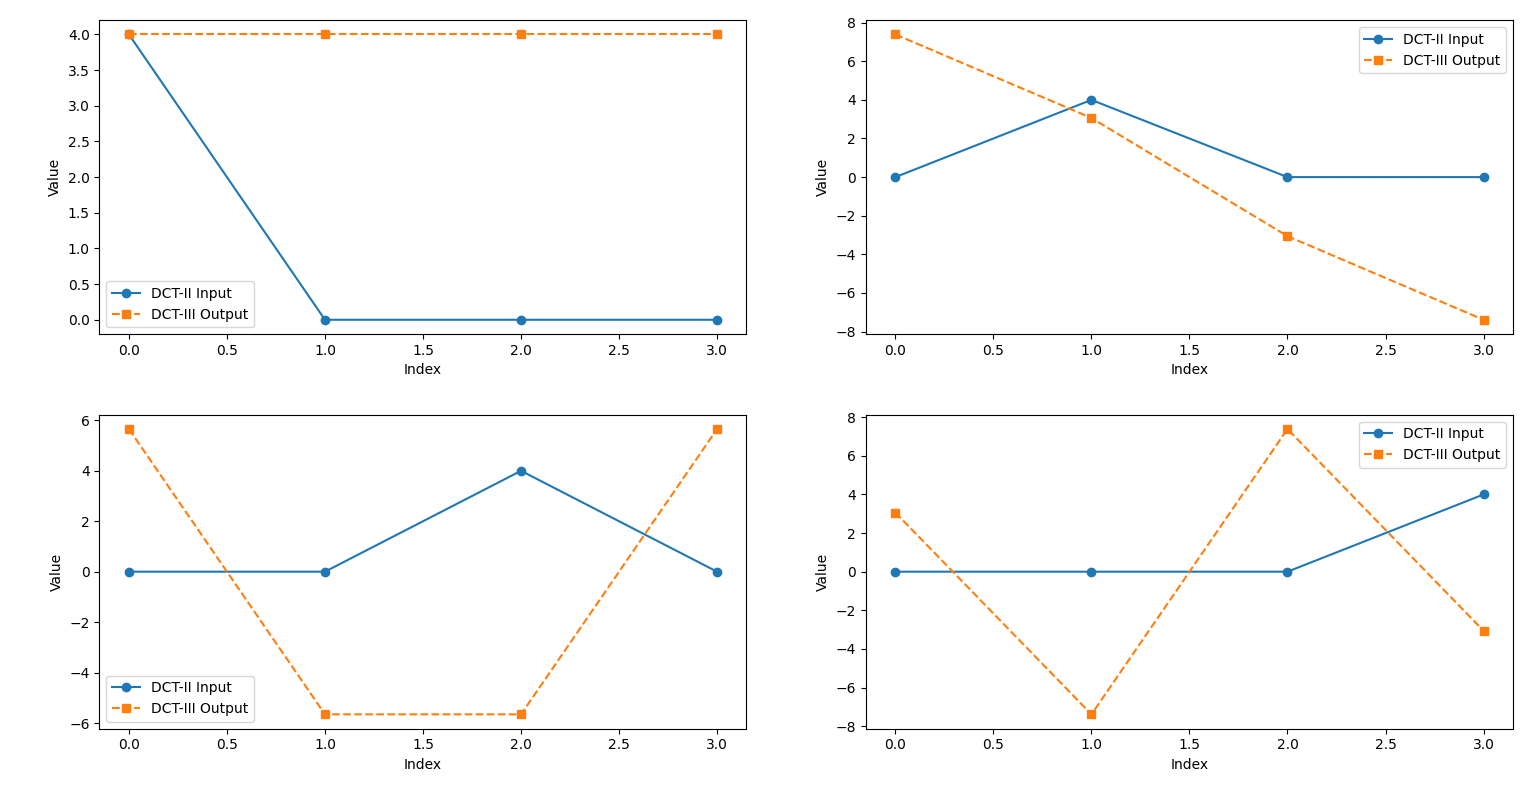 4.0
3.5
3.0
2.5
2.0
1.5
1.0
0.5
0.0
Value
DCT-II Input
DCT-III Output
0.0 0.5 1.0 1.5 2.0 2.5 3.0
Index
8
6
4
2
0
−2
−4
−6
−8
Value
DCT-II Input
DCT-III Output
0.0 0.5 1.0 1.5 2.0 2.5 3.0
Index
6
4
2
0
−2
−4
−6
Value
DCT-II Input
DCT-III Output
0.0 0.5 1.0 1.5 2.0 2.5 3.0
Index
8
6
4
2
0
−2
−4
−6
−8
Value
DCT-II Input
DCT-III Output
0.0 0.5 1.0 1.5 2.0 2.5 3.0
Index